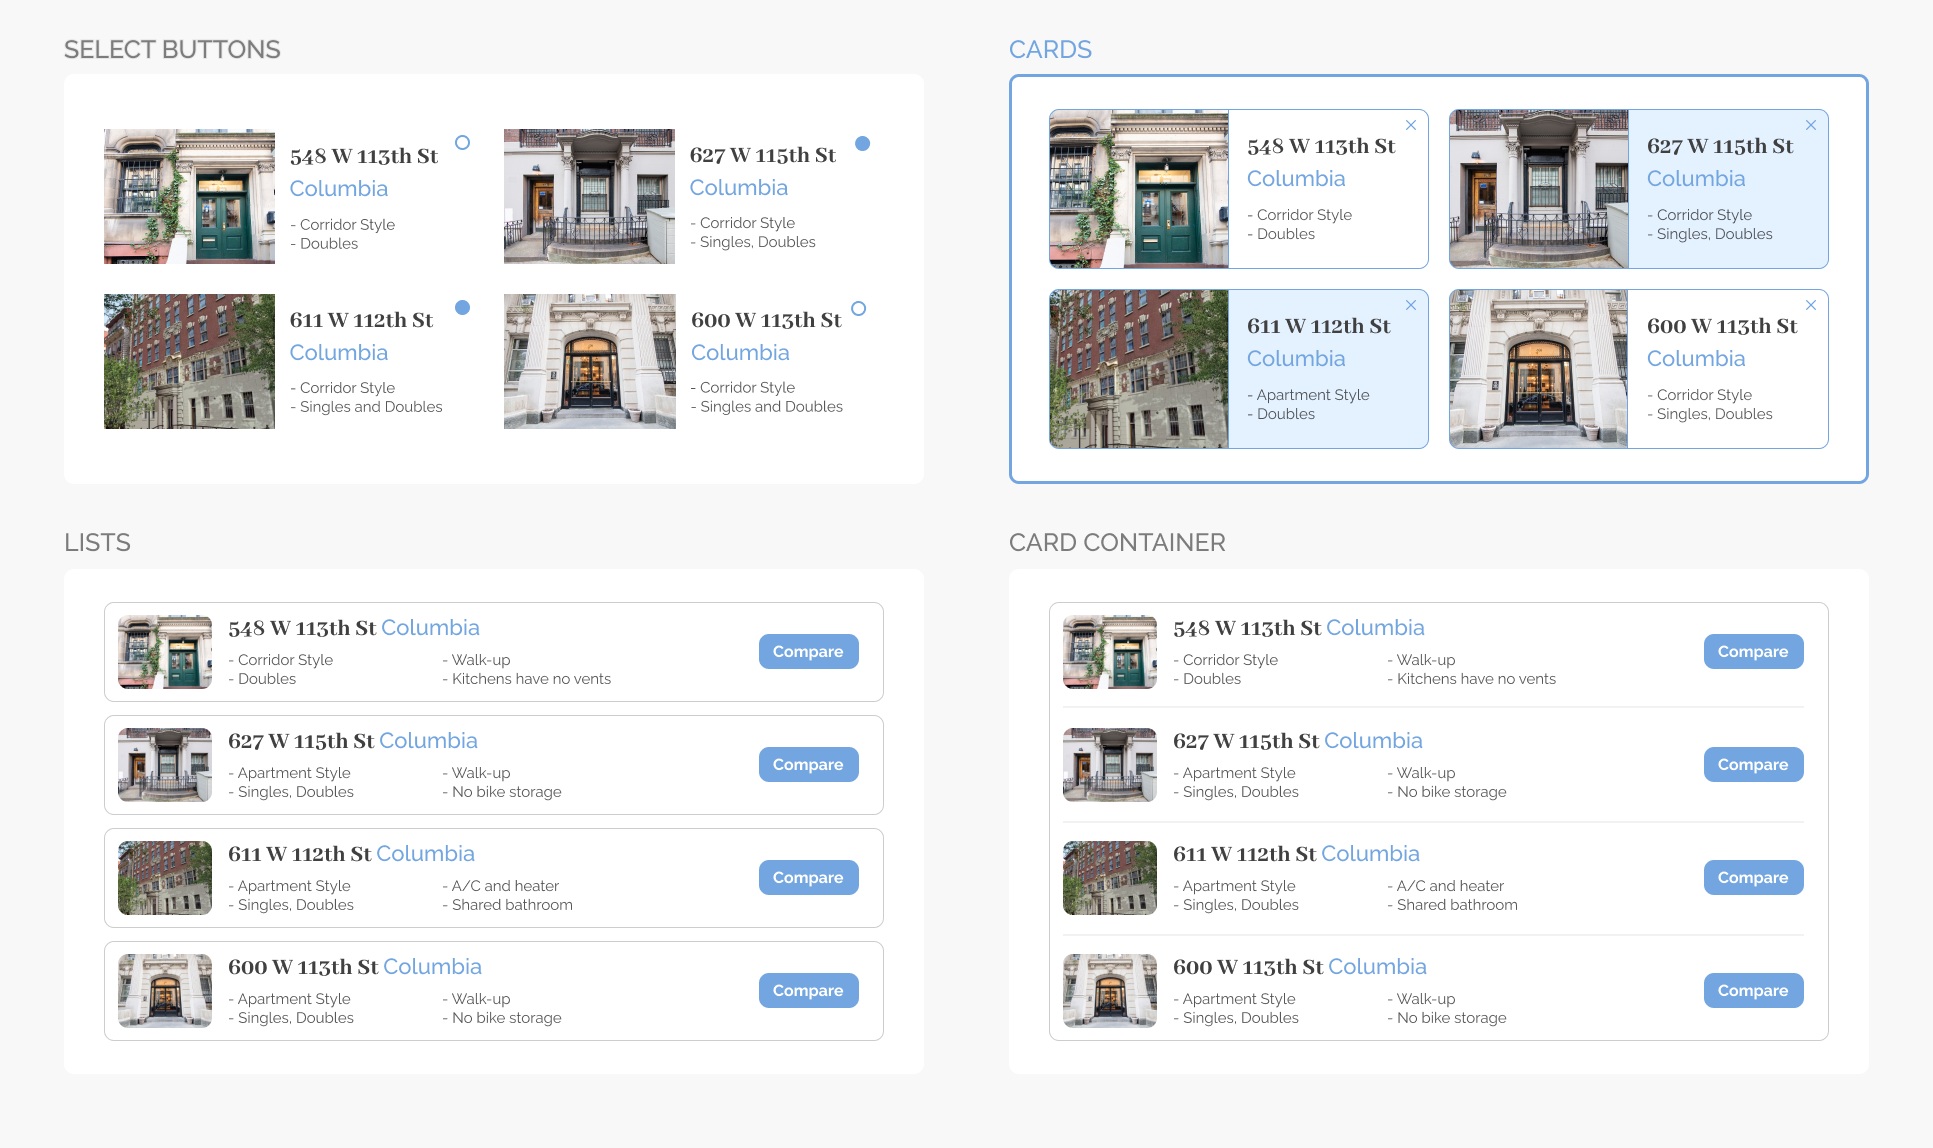 SELECT BUTTONS
548 W 113th St
Columbia
- Corridor Style
- Doubles
627 W 115th St
Columbia
- Corridor Style
- Singles, Doubles
611 W 112th St
Columbia
- Corridor Style
- Singles and Doubles
600 W 113th St
Columbia
- Corridor Style
- Singles and Doubles
CARDS
548 W 113th St
Columbia
- Corridor Style
- Doubles
627 W 115th St
Columbia
- Corridor Style
- Singles, Doubles
611 W 112th St
Columbia
- Apartment Style
- Doubles
600 W 113th St
Columbia
- Corridor Style
- Singles, Doubles
LISTS
548 W 113th St Columbia
- Corridor Style - Walk-up
- Doubles - Kitchens have no vents
Compare
627 W 115th St Columbia
- Apartment Style - Walk-up
- Singles, Doubles - No bike storage
Compare
611 W 112th St Columbia
- Apartment Style - A/C and heater
- Singles, Doubles - Shared bathroom
Compare
600 W 113th St Columbia
- Apartment Style - Walk-up
- Singles, Doubles - No bike storage
Compare
CARD CONTAINER
548 W 113th St Columbia
- Corridor Style - Walk-up
- Doubles - Kitchens have no vents
Compare
627 W 115th St Columbia
- Apartment Style - Walk-up
- Singles, Doubles - No bike storage
Compare
611 W 112th St Columbia
- Apartment Style - A/C and heater
- Singles, Doubles - Shared bathroom
Compare
600 W 113th St Columbia
- Apartment Style - Walk-up
- Singles, Doubles - No bike storage
Compare